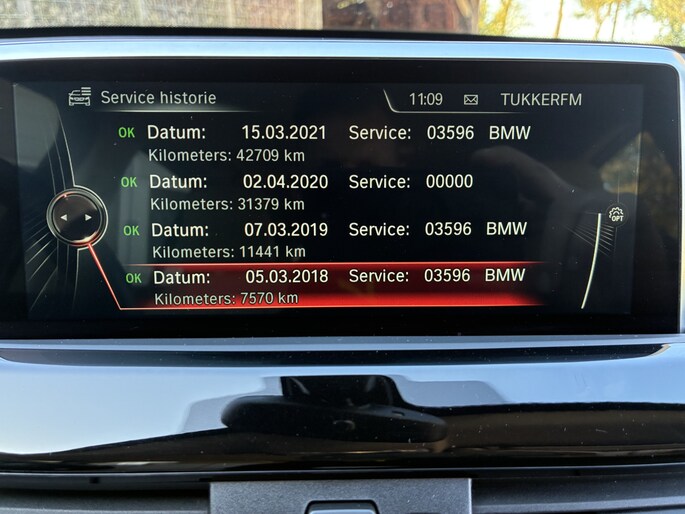 Service historie 11:09 TUKKERFM
OK Datum: 15.03.2021 Service: 03596 BMW
Kilometers: 42709 km
OK Datum: 02.04.2020 Service: 00000
Kilometers: 31379 km
OK Datum: 07.03.2019 Service: 03596 BMW
Kilometers: 11441 km
OPT
OK Datum: 05.03.2018 Service: 03596 BMW
Kilometers: 7570 km